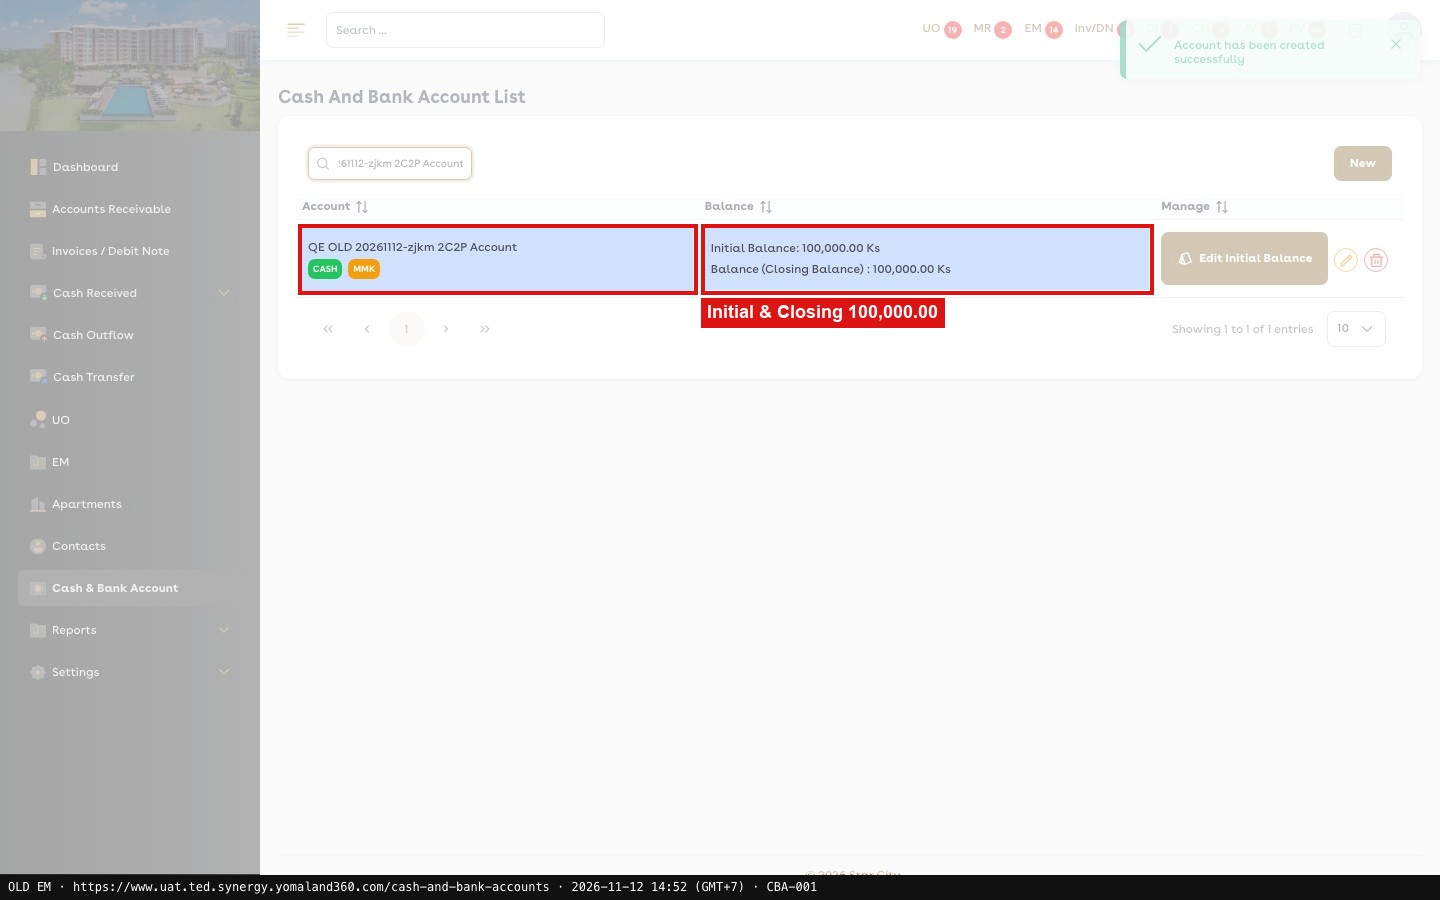 Search ...
UO 19 MR 2 EM 14 Inv/DN
Account has been created
successfully
Cash And Bank Account List
:61112-zjkm 2C2P Account
New
Account
Balance
Manage
QE OLD 20261112-zjkm 2C2P Account
CASH MMK
Initial Balance: 100,000.00 Ks
Balance (Closing Balance) : 100,000.00 Ks
Edit Initial Balance
Initial & Closing 100,000.00
1
Showing 1 to 1 of 1 entries
10
Dashboard
Accounts Receivable
Invoices / Debit Note
Cash Received
Cash Outflow
Cash Transfer
UO
EM
Apartments
Contacts
Cash & Bank Account
Reports
Settings
© 2026 Star City
OLD EM · https://www.uat.ted.synergy.yomaland360.com/cash-and-bank-accounts · 2026-11-12 14:52 (GMT+7) · CBA-001